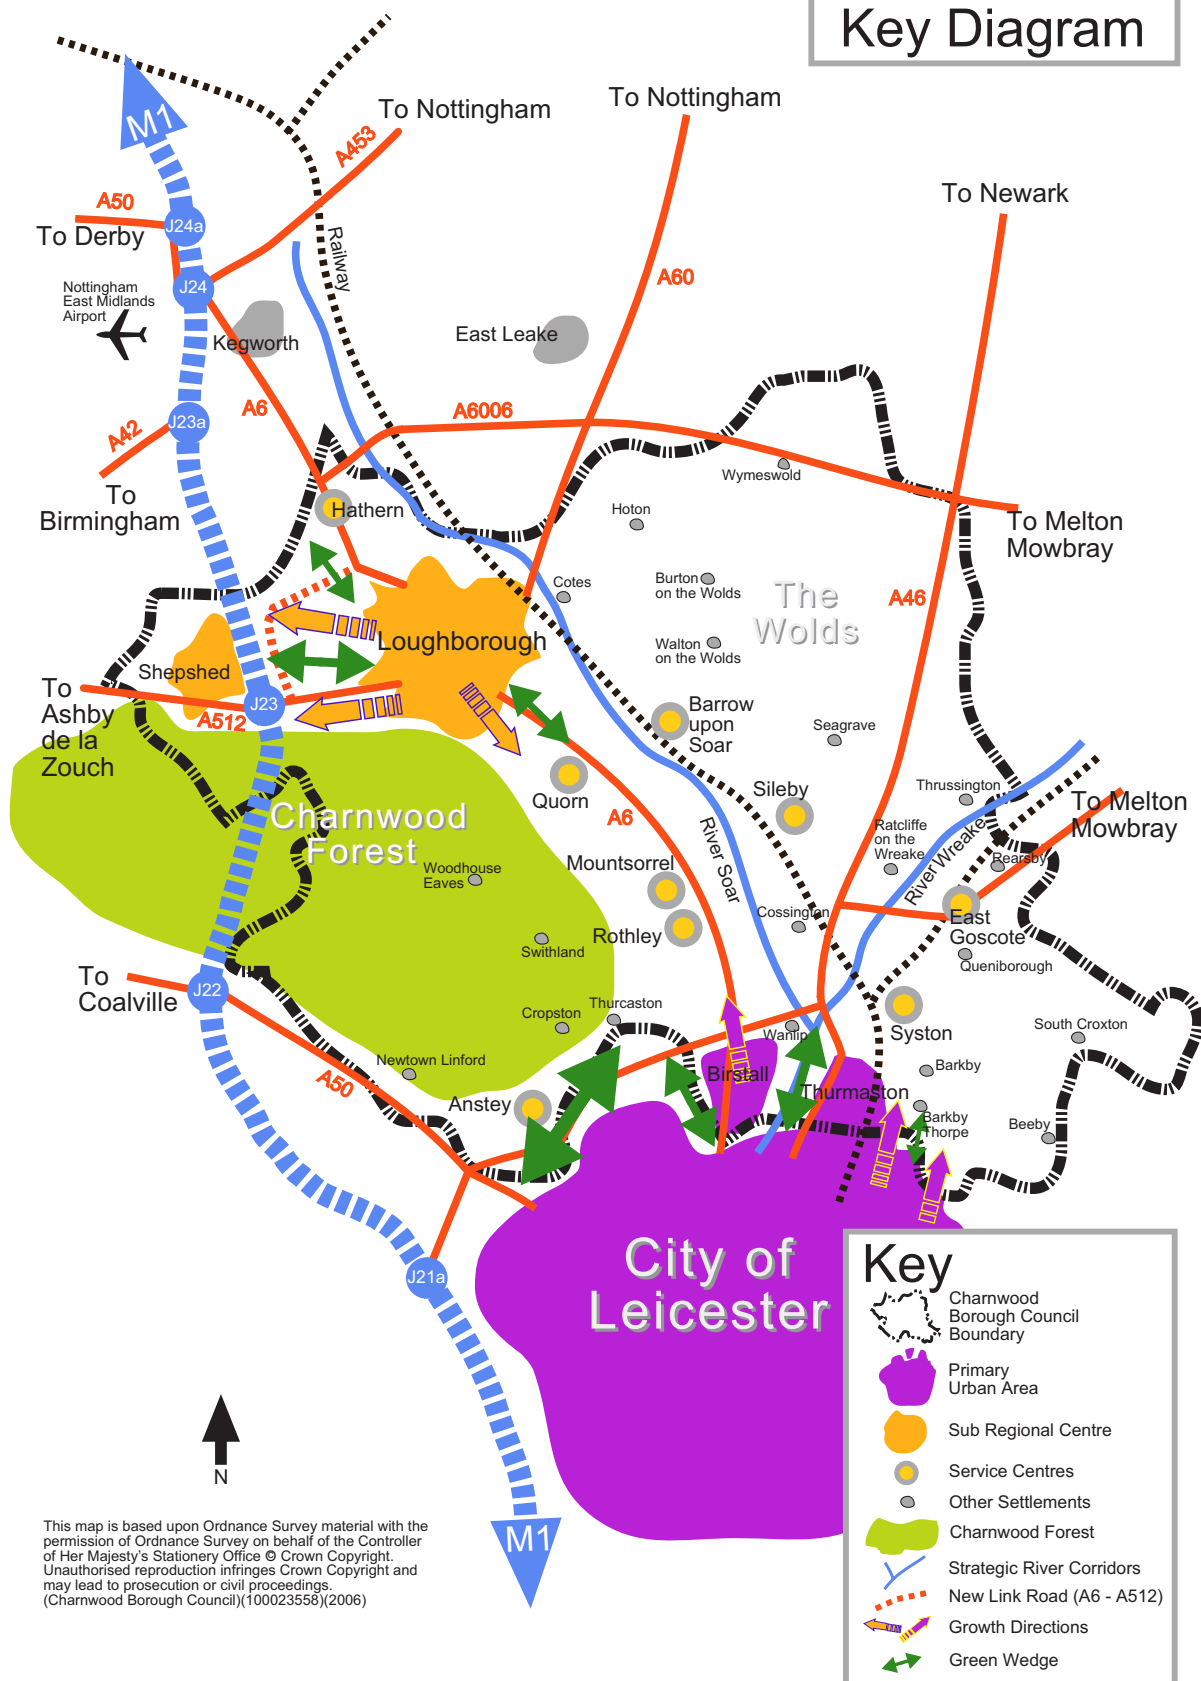 Key Diagram
To Nottingham
To Nottingham
M1
A453
To Newark
A50
J24a
To Derby
Railway
A60
J24
Nottingham
East Midlands
Airport
Kegworth
East Leake
A6
A6006
J23a
A42
To
Birmingham
Wymeswold
Hathern
Hoton
To Melton
Mowbray
Cotes
Burton
on the Wolds
The
Wolds
A46
Loughborough
Walton
on the Wolds
Shepshed
To
Ashby
de la
Zouch
J23
A512
Barrow
upon
Soar
Seagrave
Quorn
Sileby
Thrussington
To Melton
Mowbray
Charnwood
Forest
A6
River Soar
Ratcliffe
on the
Wreake
River Wreake
Rearsby
Woodhouse
Eaves
Mountsorrel
Cossington
East
Goscote
Rothley
Swithland
Queniborough
To
Coalville
J22
Cropston
Thurcaston
Wanlip
Syston
South Croxton
Newtown Linford
A50
Birstall
Barkby
Thurmaston
Anstey
Barkby
Thorpe
Beeby
City of
Leicester
J21a
M1
N
Key
Charnwood
Borough Council
Boundary
Primary
Urban Area
Sub Regional Centre
Service Centres
Other Settlements
Charnwood Forest
Strategic River Corridors
New Link Road (A6 - A512)
Growth Directions
Green Wedge
This map is based upon Ordnance Survey material with the
permission of Ordnance Survey on behalf of the Controller
of Her Majesty's Stationery Office © Crown Copyright.
Unauthorised reproduction infringes Crown Copyright and
may lead to prosecution or civil proceedings.
(Charnwood Borough Council)(100023558)(2006)